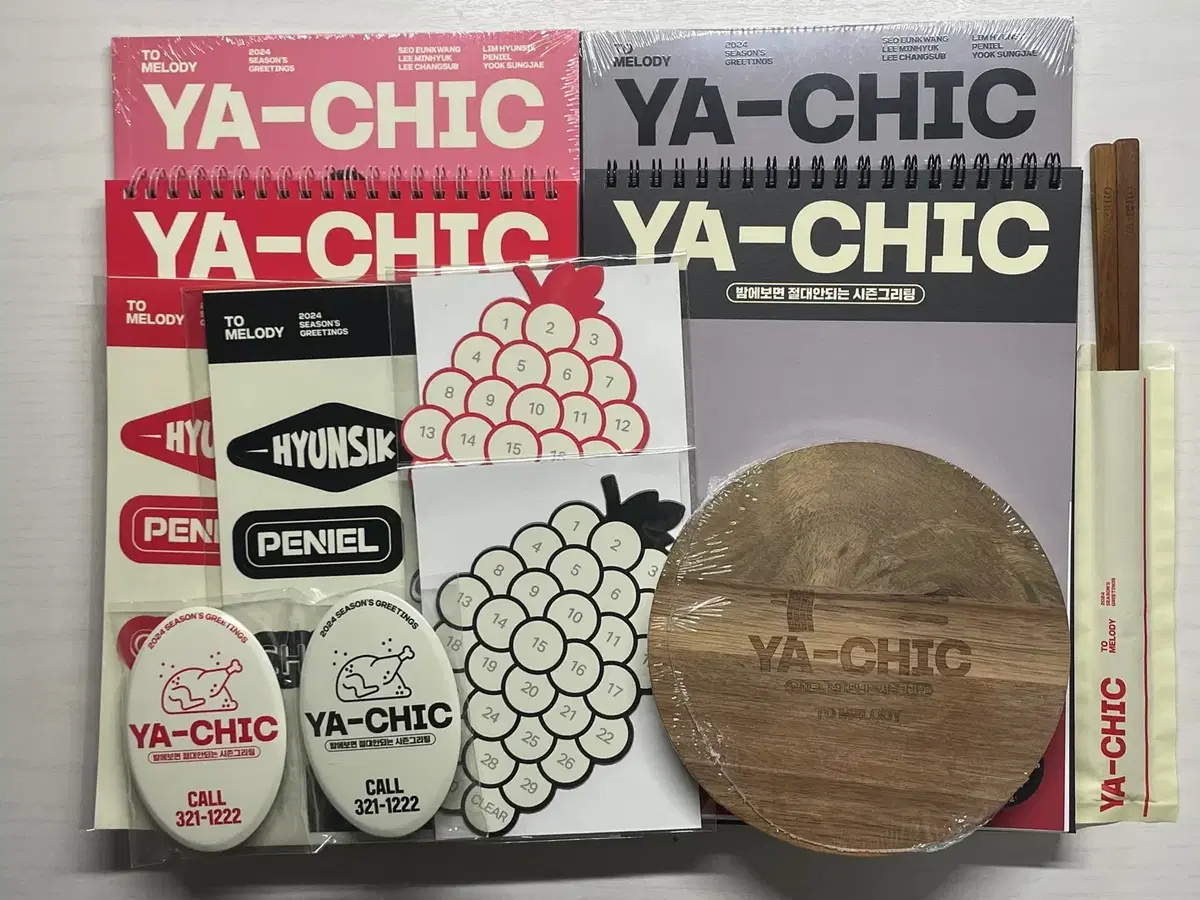 TO
MELODY
2024
SEASON'S
GREETINGS
SEO EUNKWANG
LEE MINHYUK
LEE CHANGSUB
LIM HYUNSIK
PENIEL
YOOK SUNGJAE
YA-CHIC
TO
MELODY
2024
SEASON'S
GREETINGS
SEO EUNKWANG
LEE MINHYUK
LEE CHANGSUB
PENIEL
YOOK SUNGJAE
YA-CHIC
YA-CHIC
YA-CHIC
밤에보면 절대안되는 시즌그리팅
TO
MELODY
HYU
PENI
TO
MELODY
2024
SEASON'S
GREETINGS
HYUNSIK
PENIEL
CH
1
2
3
4
5
6
7
8
9
10
11
12
13
14
15
16
1
2
3
4
5
6
8
9
10
11
13
14
15
16
17
18
19
20
21
22
24
25
26
28
29
CLEAR
2024 SEASON'S GREETINGS
YA-CHIC
밤에보면 절대안되는 시즌그리팅
CALL
321-1222
2024 SEASON'S GREETINGS
YA-CHIC
밤에보면 절대안되는 시즌그리팅
CALL
321-1222
YA-CHIC
TO MELODY
YA-CHIC
TO
MELODY
2024
SEASON'S
GREETINGS